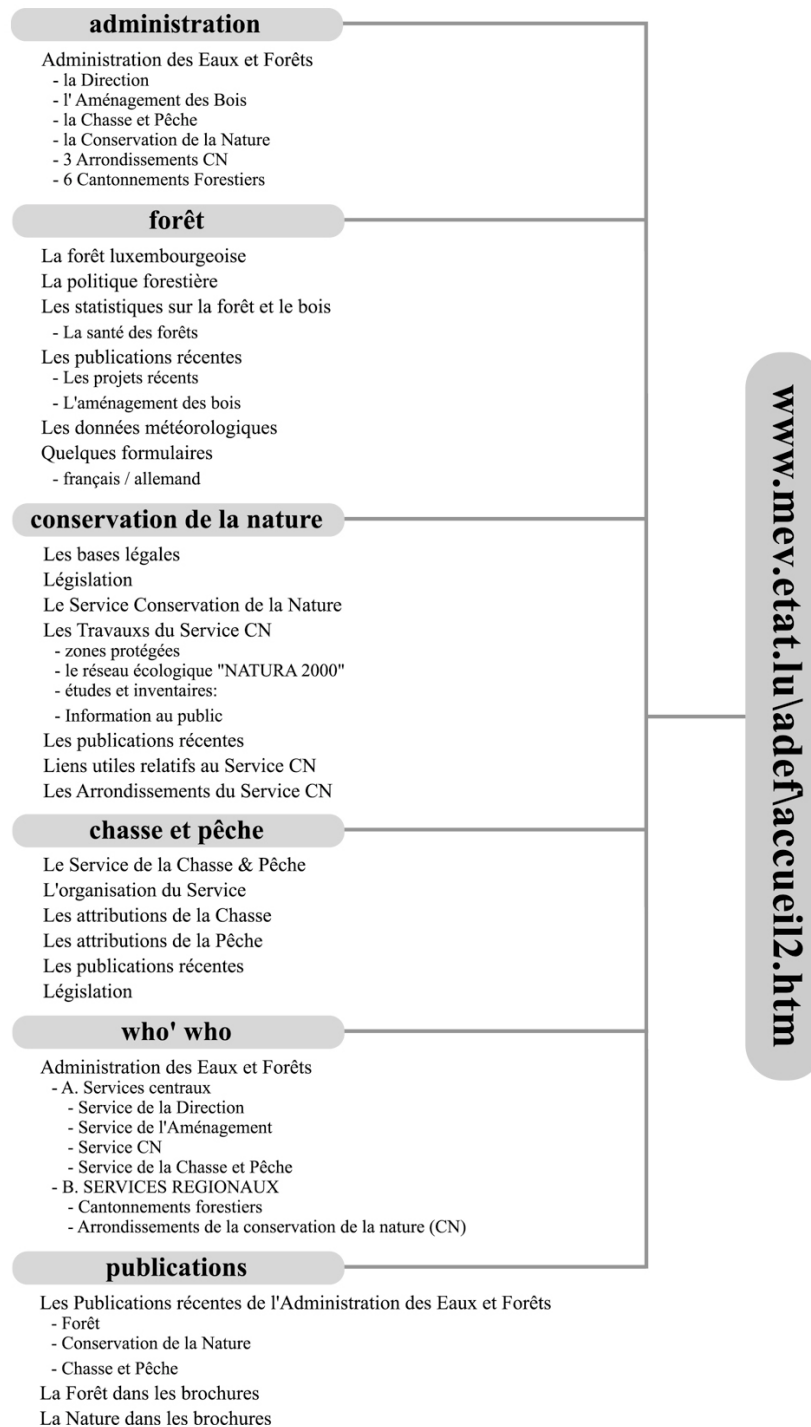 administration
Administration des Eaux et Forêts
- la Direction
- l' Aménagement des Bois
- la Chasse et Pêche
- la Conservation de la Nature
- 3 Arrondissements CN
- 6 Cantonnements Forestiers
forêt
La forêt luxembourgeoise
La politique forestière
Les statistiques sur la forêt et le bois
- La santé des forêts
Les publications récentes
- Les projets récents
- L'aménagement des bois
Les données météorologiques
Quelques formulaires
- français / allemand
conservation de la nature
Les bases légales
Législation
Le Service Conservation de la Nature
Les Travauxs du Service CN
- zones protégées
- le réseau écologique "NATURA 2000"
- études et inventaires:
- Information au public
Les publications récentes
Liens utiles relatifs au Service CN
Les Arrondissements du Service CN
chasse et pêche
Le Service de la Chasse & Pêche
L'organisation du Service
Les attributions de la Chasse
Les attributions de la Pêche
Les publications récentes
Législation
who' who
Administration des Eaux et Forêts
- A. Services centraux
- Service de la Direction
- Service de l'Aménagement
- Service CN
- Service de la Chasse et Pêche
- B. SERVICES REGIONAUX
- Cantonnements forestiers
- Arrondissements de la conservation de la nature (CN)
publications
Les Publications récentes de l'Administration des Eaux et Forêts
- Forêt
- Conservation de la Nature
- Chasse et Pêche
La Forêt dans les brochures
La Nature dans les brochures
www.mev.etat.lu\adef\accueil2.htm